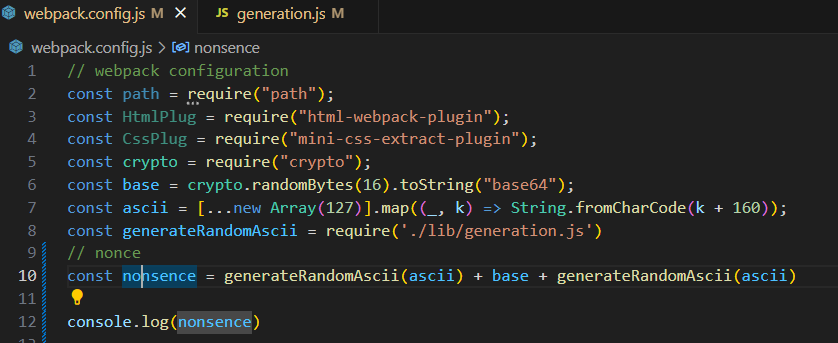 webpack.config.js M JS generation.js M
webpack.config.js > nonsence
1 // webpack configuration
2 const path = require("path");
3 const HtmlPlug = require("html-webpack-plugin");
4 const CssPlug = require("mini-css-extract-plugin");
5 const crypto = require("crypto");
6 const base = crypto.randomBytes(16).toString("base64");
7 const ascii = [...new Array(127)].map((_, k) => String.fromCharCode(k + 160));
8 const generateRandomAscii = require('./lib/generation.js')
9 // nonce
10 const nonsence = generateRandomAscii(ascii) + base + generateRandomAscii(ascii)
11
12 console.log(nonsence)
13